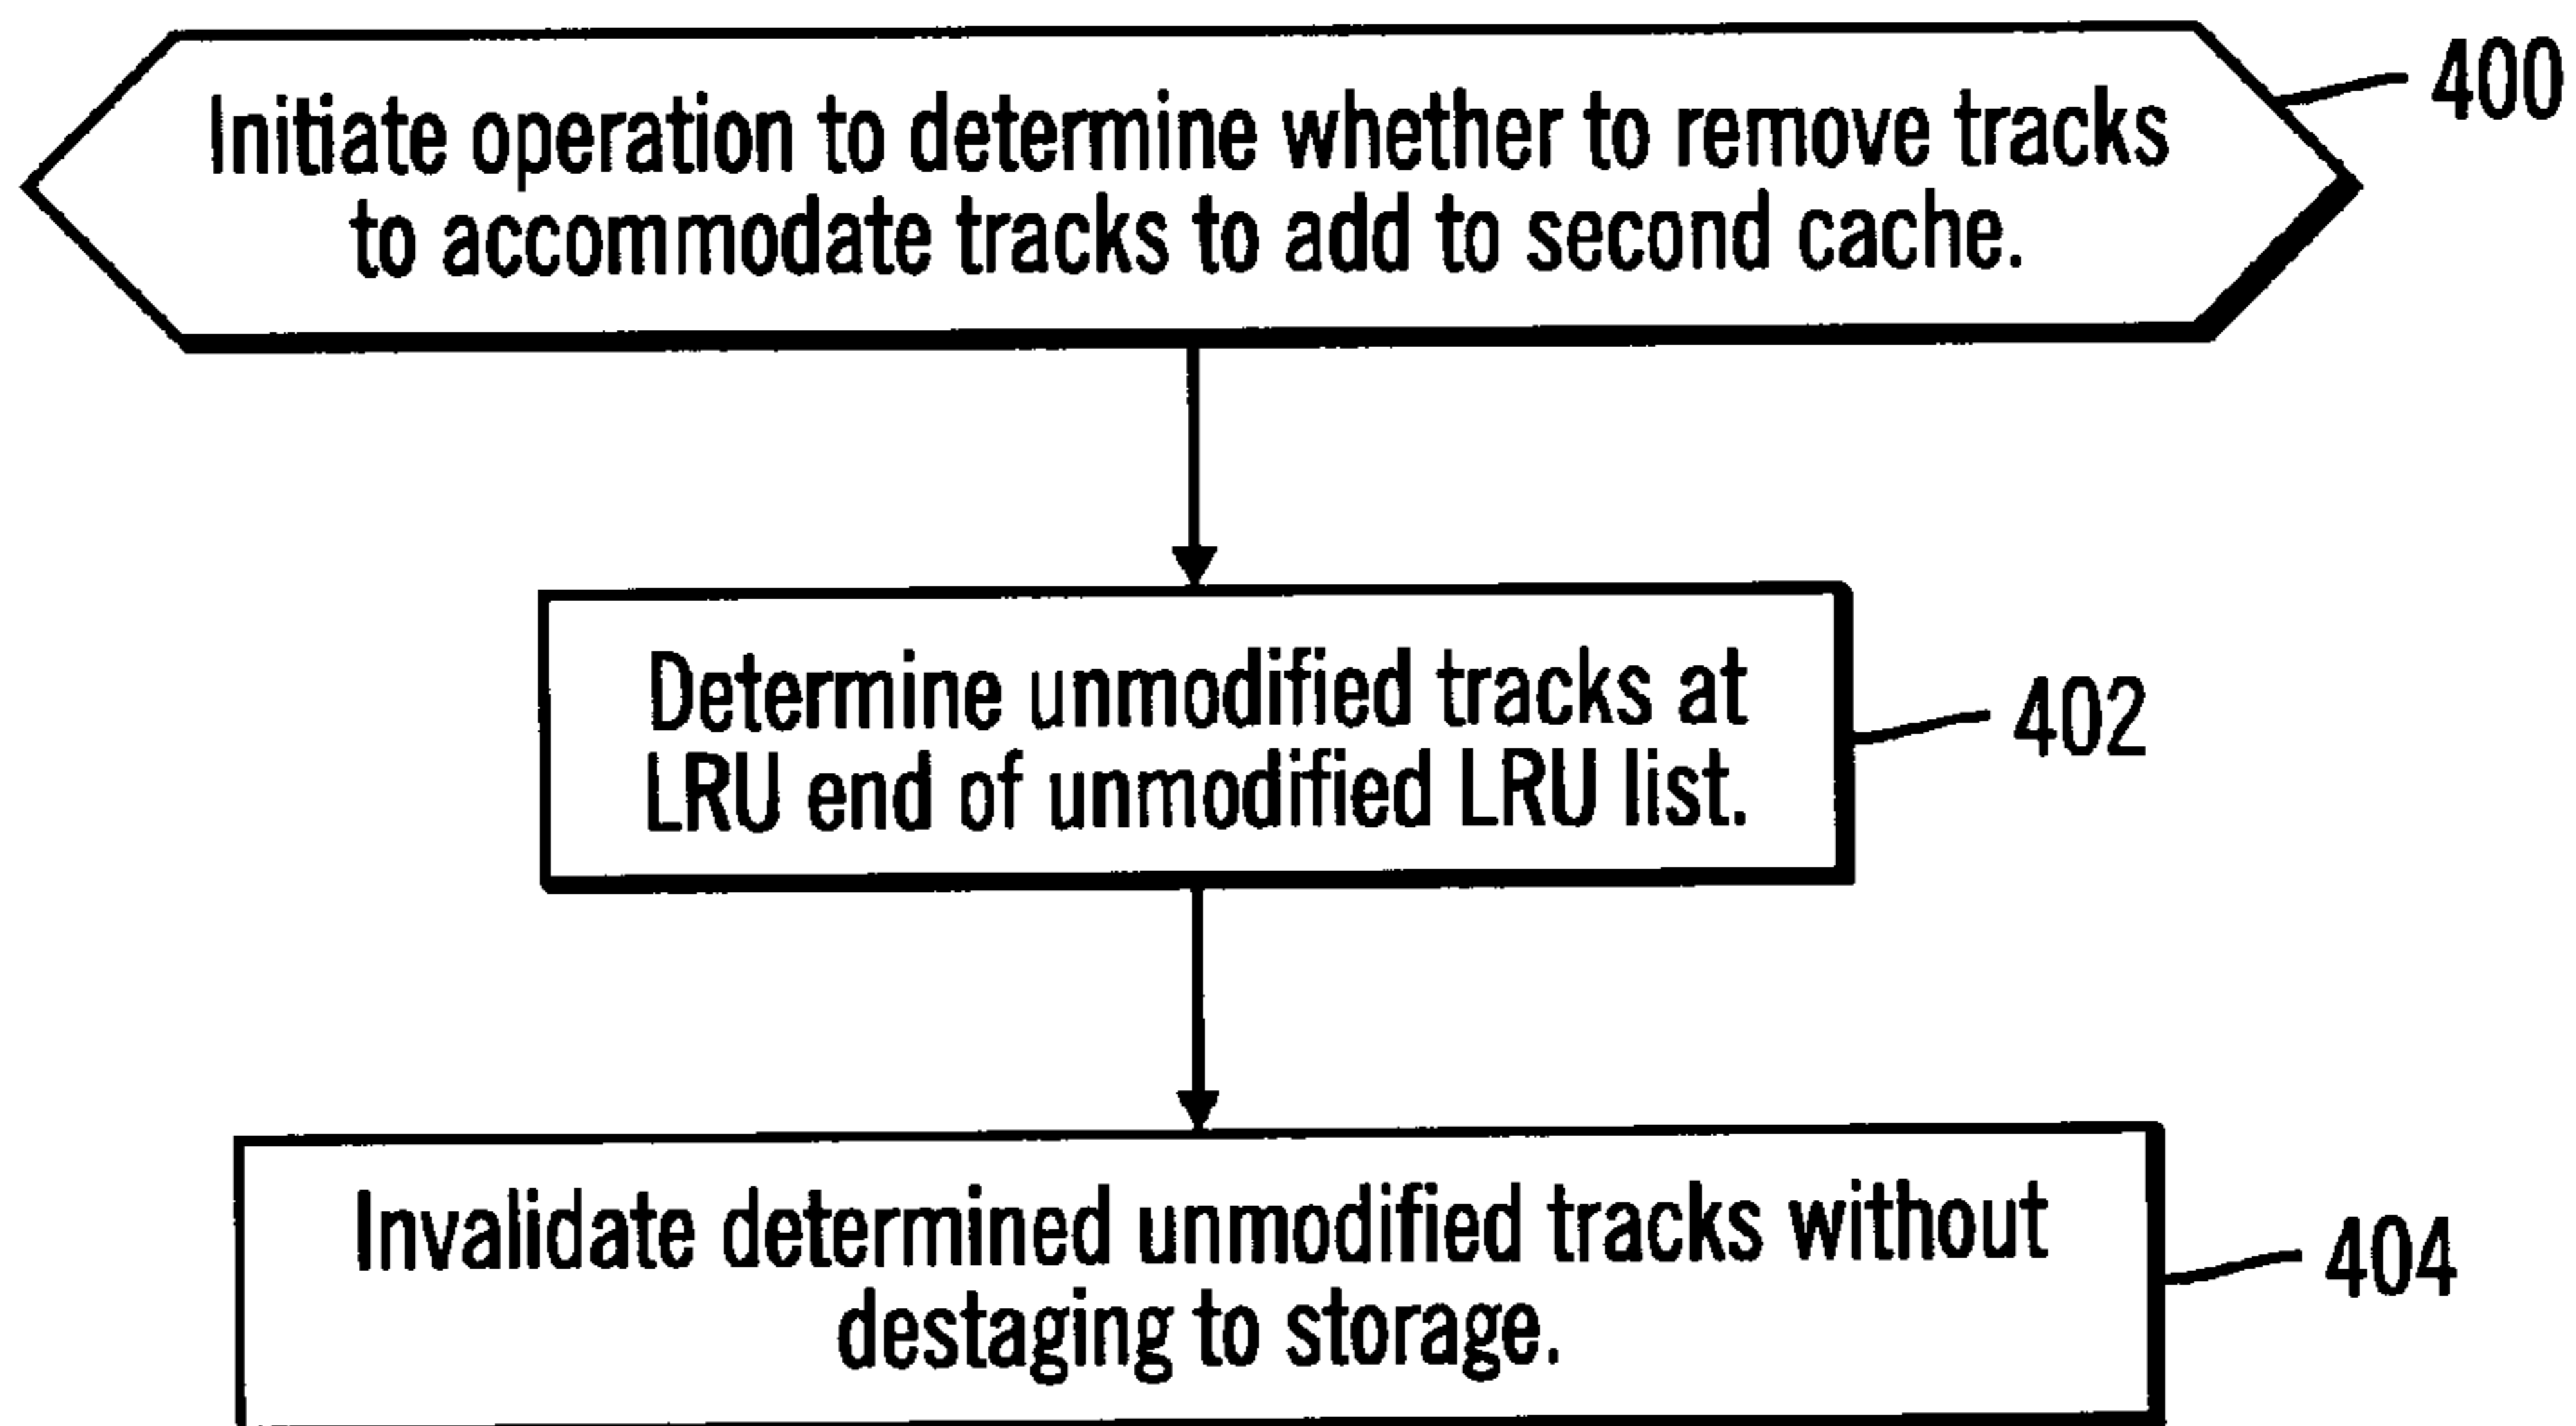 Initiate operation to determine whether to remove tracks
to accommodate tracks to add to second cache.
400
Determine unmodified tracks at
LRU end of unmodified LRU list.
402
Invalidate determined unmodified tracks without
destaging to storage.
404